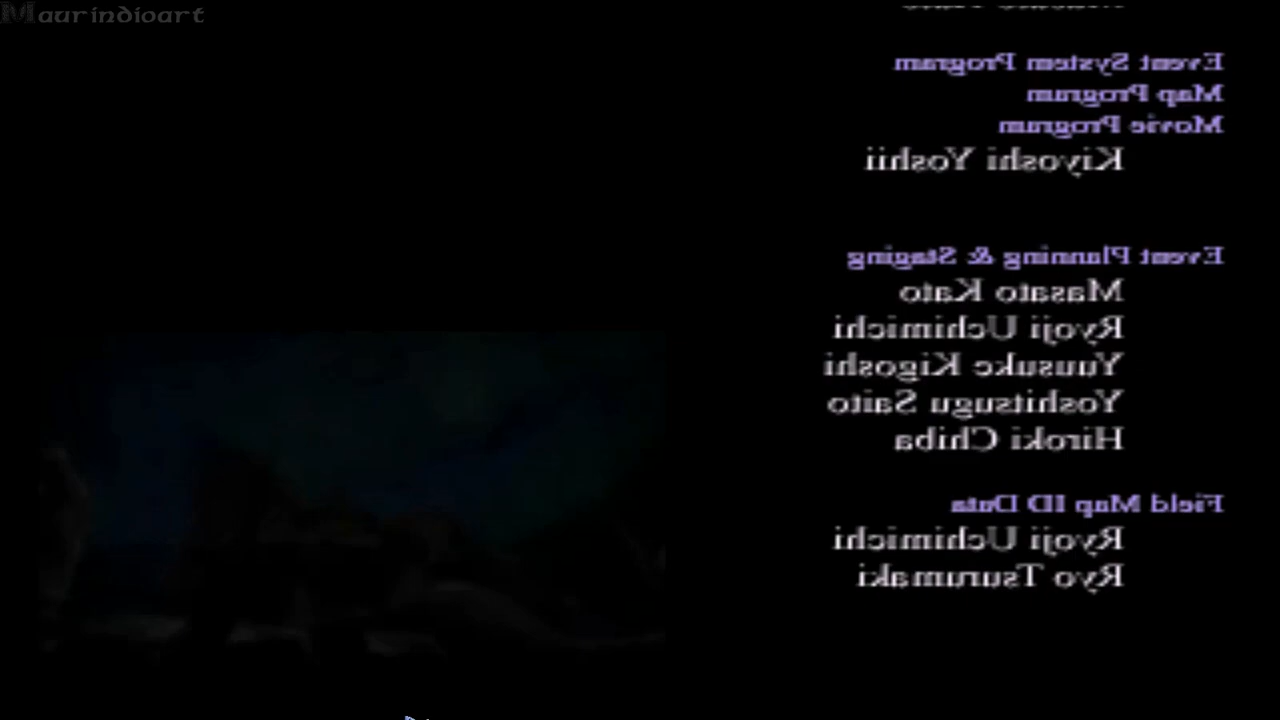 Maurindioart
Event System Program
Map Program
Movie Program
Kiyoshi Yoshii
Event Planning & Staging
Masato Kato
Ryoji Uchimichi
Yuusuke Kigoshi
Yoshitsugu Saito
Hiroki Chiba
Field Map ID Data
Ryoji Uchimichi
Ryo Tsurumaki